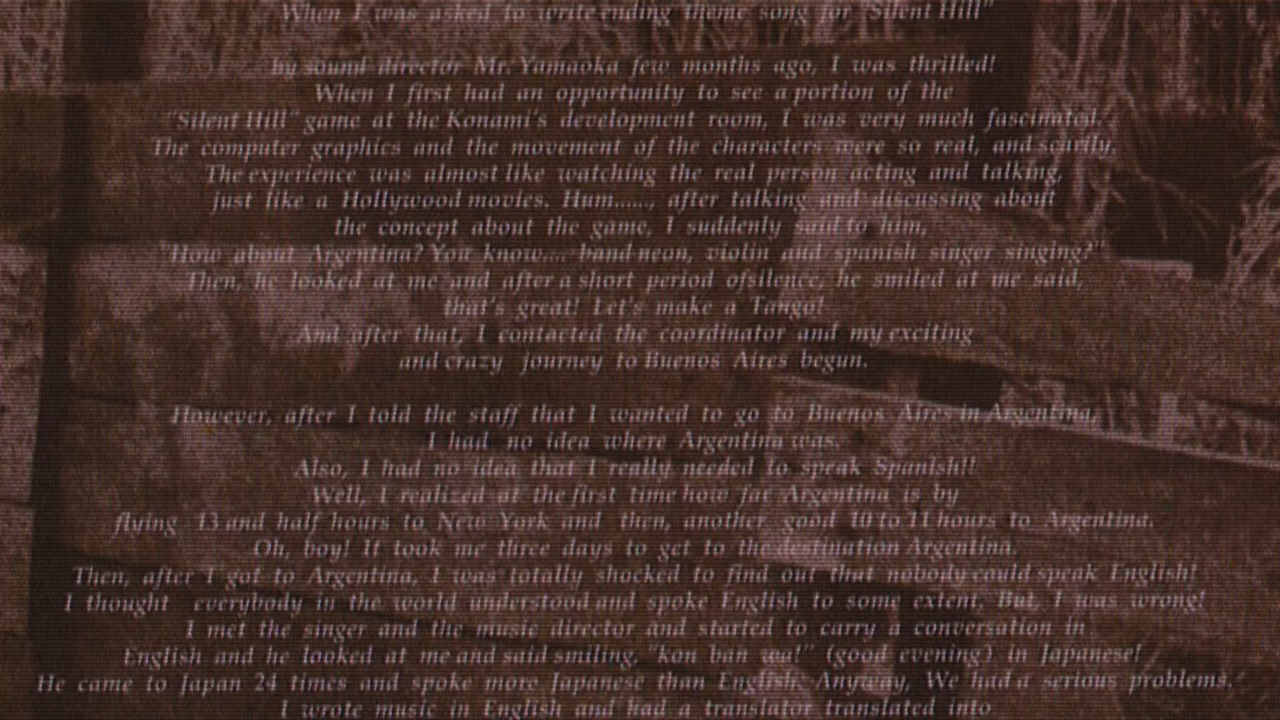 When I was asked to write ending theme song for "Silent Hill"
by sound director Mr. Yamaoka few months ago, I was thrilled!
When I first had an opportunity to see a portion of the
"Silent Hill" game at the Konami's development room, I was very much fascinated.
The computer graphics and the movement of the characters were so real, and scarily,
The experience was almost like watching the real person acting and talking,
just like a Hollywood movies. Hum......, after talking and discussing about
the concept about the game, I suddenly said to him,
"How about Argentina? You know.... band neon, violin and spanish singer singing?"
Then, he looked at me and after a short period ofsilence, he smiled at me said,
that's great! Let's make a Tango!
And after that, I contacted the coordinator and my exciting
and crazy journey to Buenos Aires begun.
However, after I told the staff that I wanted to go to Buenos Aires in Argentina,
I had no idea where Argentina was.
Also, I had no idea that I really needed to speak Spanish!!
Well, I realized at the first time how far Argentina is by
flying 13 and half hours to New York and then, another good 10 to 11 hours to Argentina.
Oh, boy! It took me three days to get to the destination Argentina.
Then, after I got to Argentina, I was totally shocked to find out that nobody could speak English!
I thought everybody in the world understood and spoke English to some extent. But, I was wrong!
I met the singer and the music director and started to carry a conversation in
English and he looked at me and said smiling, "kon ban wa!" (good evening) in Japanese!
He came to Japan 24 times and spoke more Japanese than English. Anyway, We had a serious problems.
I wrote music in English and had a translator translated into